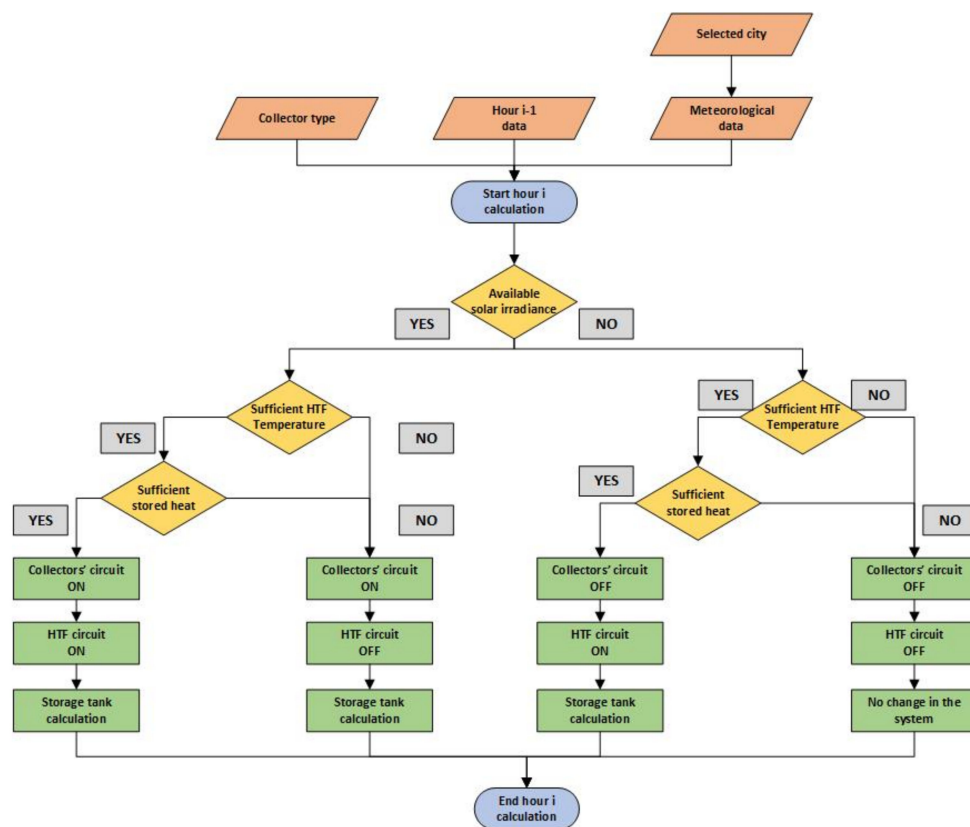 Selected city
Collector type
Hour i-1
data
Meteorological
data
Start hour i
calculation
Available
solar irradiance
YES
NO
Sufficient HTF
Temperature
YES
NO
Sufficient stored heat
YES
NO
YES
Sufficient HTF
Temperature
NO
YES
Sufficient
stored heat
NO
Collectors' circuit
ON
HTF circuit
ON
Storage tank
calculation
Collectors' circuit
ON
HTF circuit
OFF
Storage tank
calculation
Collectors' circuit
OFF
HTF circuit
ON
Storage tank
calculation
Collectors' circuit
OFF
HTF circuit
OFF
No change in the
system
End hour i
calculation